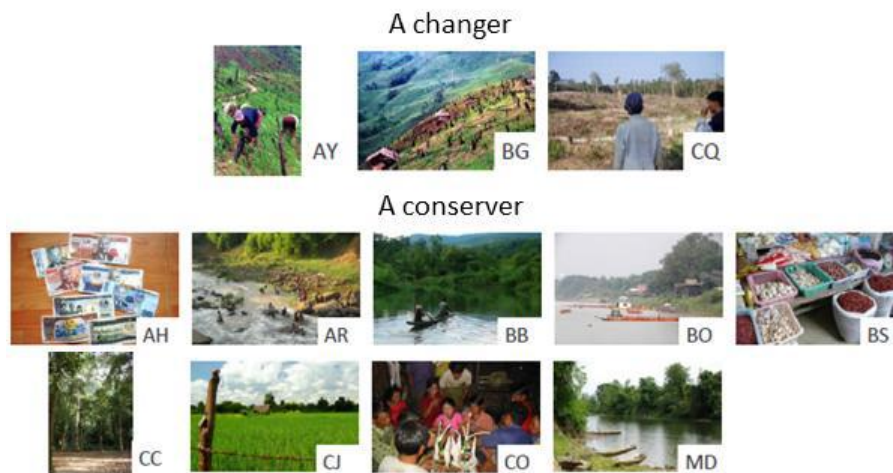 A changer
AY
BG
CQ
A conserver
AH
AR
BB
BO
BS
CC
CJ
CO
MD